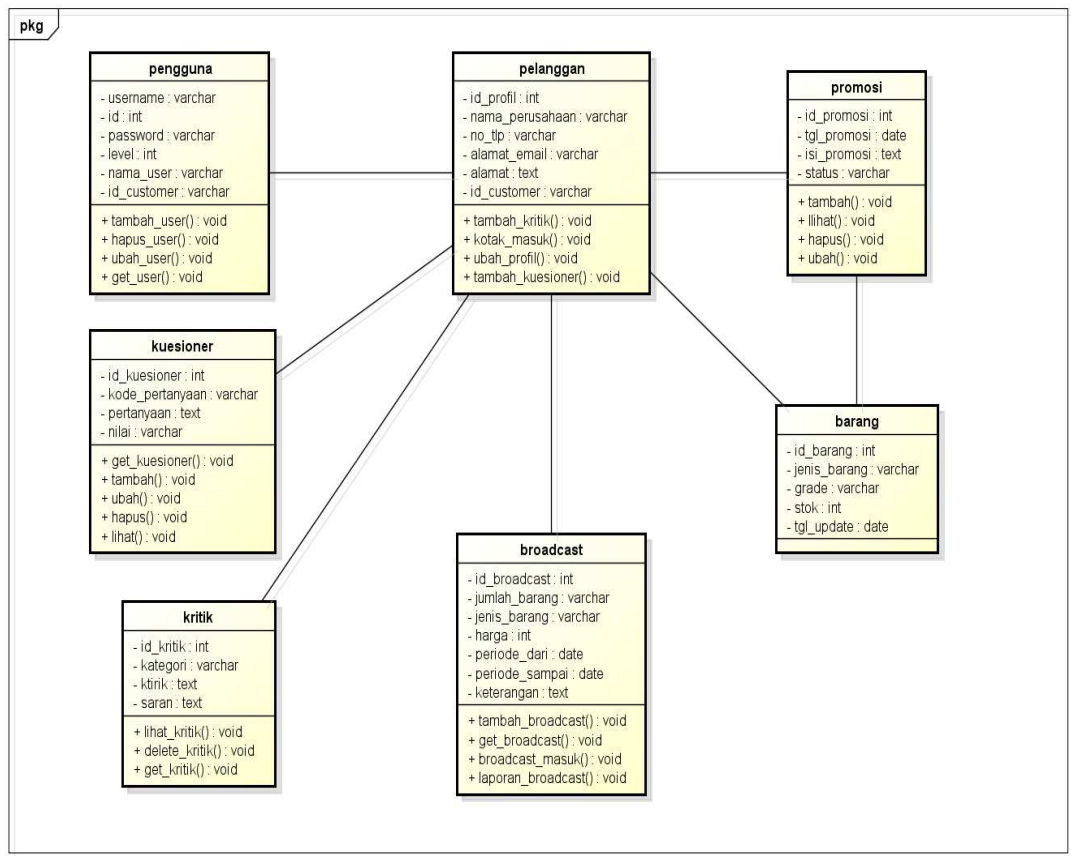 pkg
pengguna
- username : varchar
- id : int
- password : varchar
- level : int
- nama_user : varchar
- id_customer : varchar
+ tambah_user() : void
+ hapus_user() : void
+ ubah_user() : void
+ get_user() : void
pelanggan
- id_profil : int
- nama_perusahaan : varchar
- no_tlp : varchar
- alamat_email : varchar
- alamat : text
- id_customer : varchar
+ tambah_kritik() : void
+ kotak_masuk() : void
+ ubah_profil() : void
+ tambah_kuesioner() : void
promosi
- id_promosi : int
- tgl_promosi : date
- isi_promosi : text
- status : varchar
+ tambah() : void
+ llihat() : void
+ hapus() : void
+ ubah() : void
kuesioner
- id_kuesioner : int
- kode_pertanyaan : varchar
- pertanyaan : text
- nilai : varchar
+ get_kuesioner() : void
+ tambah() : void
+ ubah() : void
+ hapus() : void
+ lihat() : void
barang
- id_barang : int
- jenis_barang : varchar
- grade : varchar
- stok : int
- tgl_update : date
broadcast
- id_broadcast : int
- jumlah_barang : varchar
- jenis_barang : varchar
- harga : int
- periode_dari : date
- periode_sampai : date
- keterangan : text
+ tambah_broadcast() : void
+ get_broadcast() : void
+ broadcast_masuk() : void
+ laporan_broadcast() : void
kritik
- id_kritik : int
- kategori : varchar
- ktirik : text
- saran : text
+ lihat_kritik() : void
+ delete_kritik() : void
+ get_kritik() : void